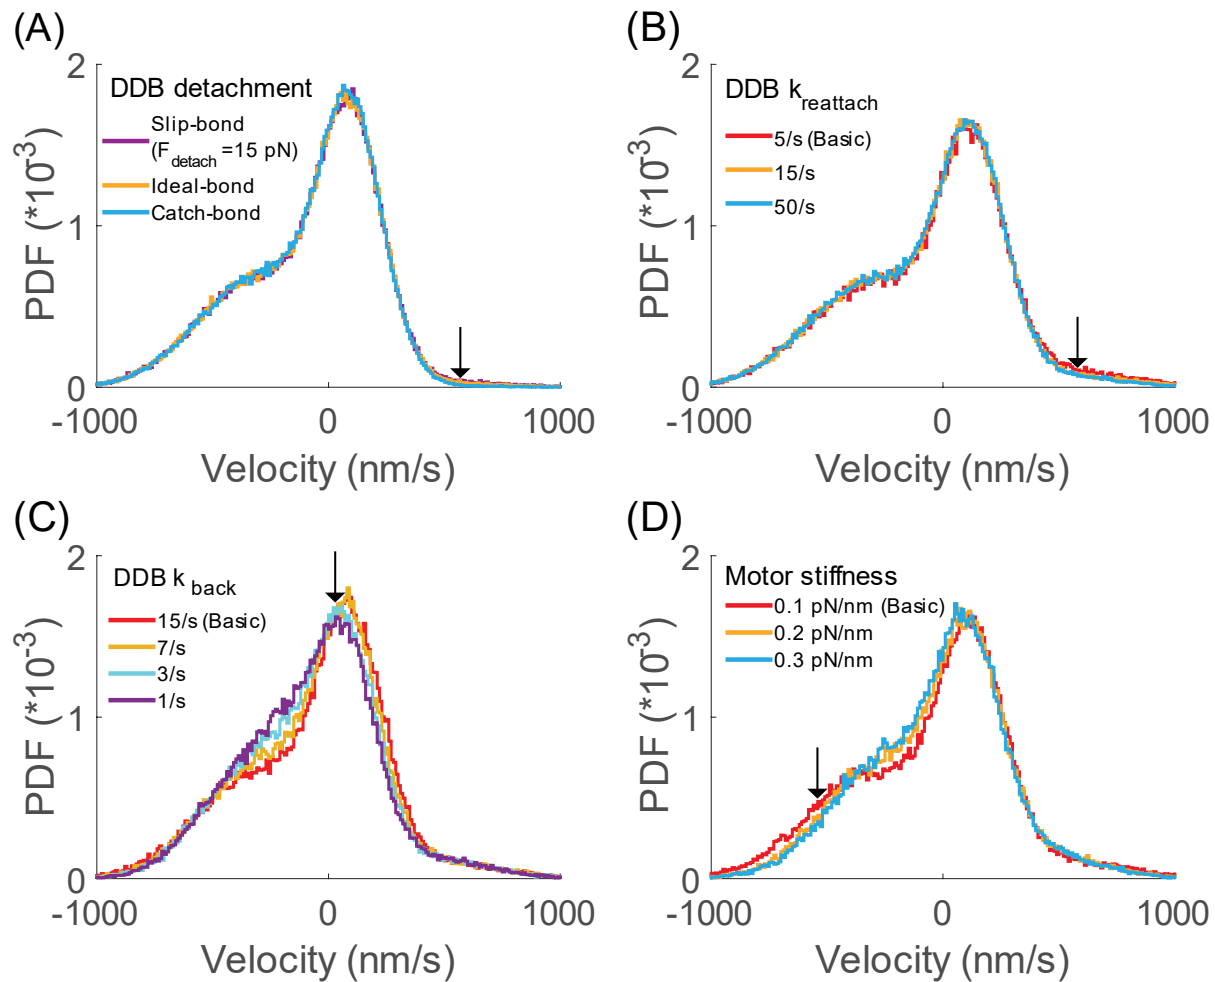 (A)
2
1
0
PDF (*10-3)
DDB detachment
Slip-bond
(Fdetach =15 pN)
Ideal-bond
Catch-bond
-1000
0
1000
Velocity (nm/s)
(B)
2
1
0
PDF (*10-3)
DDB kreattach
5/s (Basic)
15/s
50/s
-1000
0
1000
Velocity (nm/s)
(C)
2
1
0
PDF (*10-3)
DDB k back
15/s (Basic)
7/s
3/s
1/s
-1000
0
1000
Velocity (nm/s)
(D)
2
1
0
PDF (*10-3)
Motor stiffness
0.1 pN/nm (Basic)
0.2 pN/nm
0.3 pN/nm
-1000
0
1000
Velocity (nm/s)